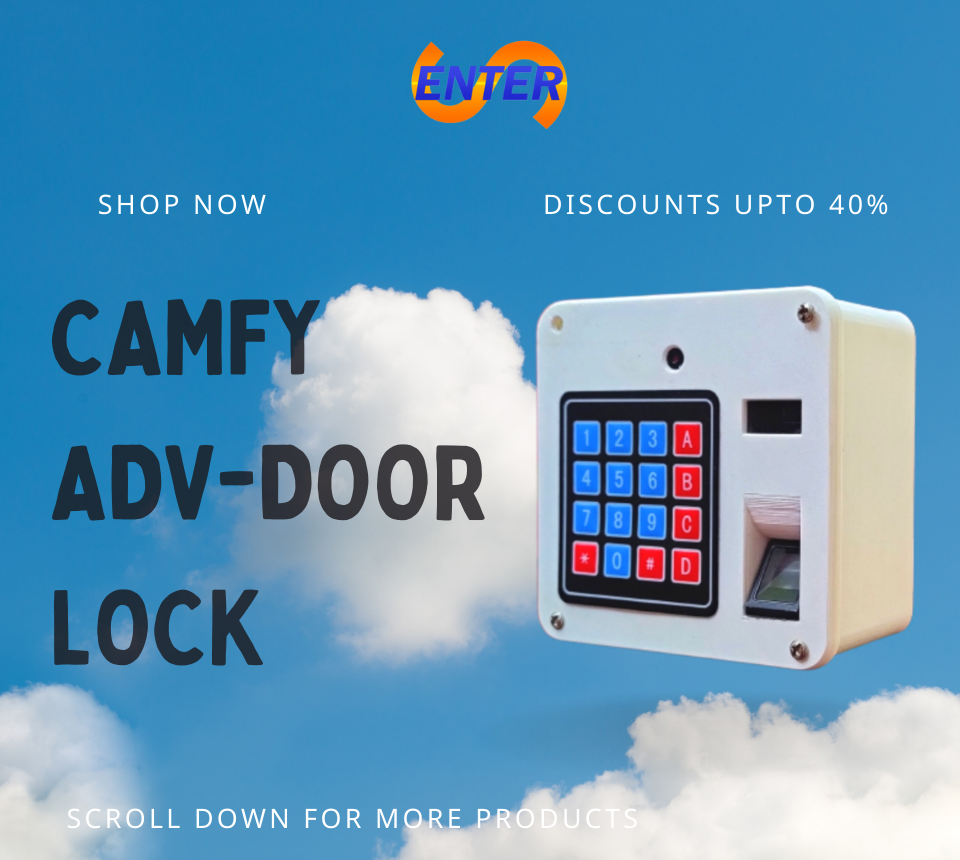 ENTER
SHOP NOW
DISCOUNTS UPTO 40%
CAMFY
ADV-DOOR
LOCK
1 2 3 A
4 5 6 B
7 8 9 C
* 0 # D
SCROLL DOWN FOR MORE PRODUCTS